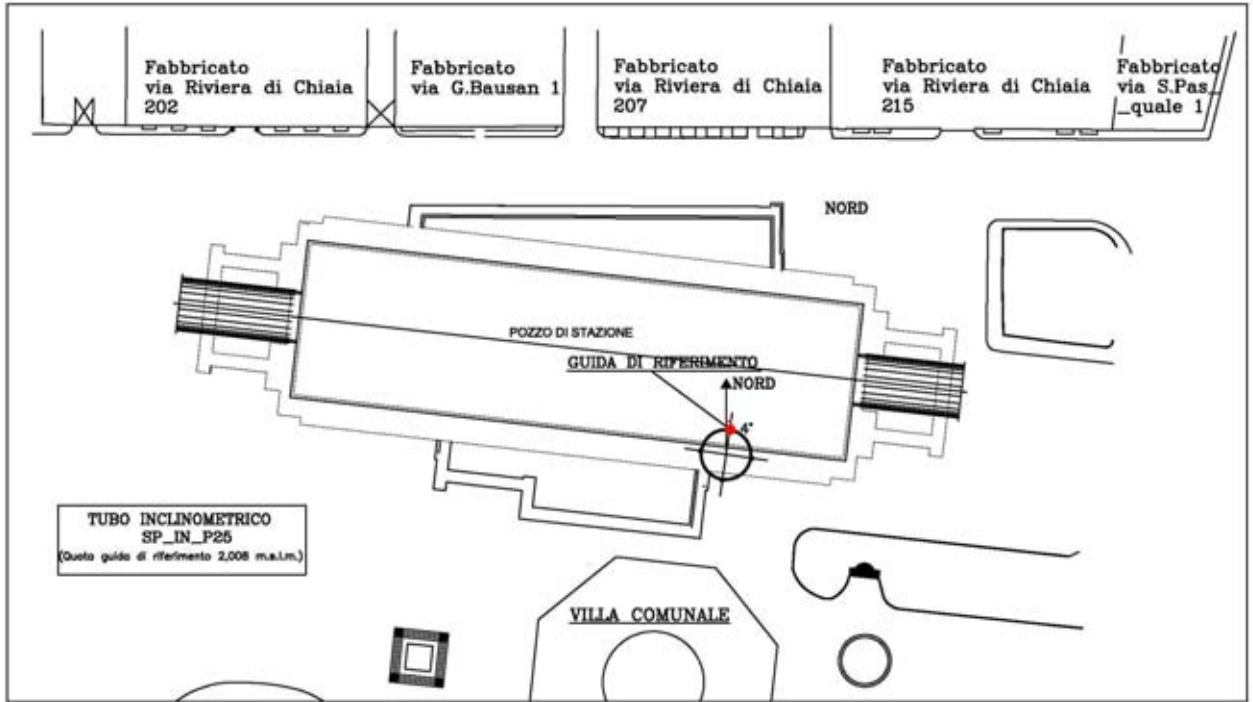 Fabbricato
via Riviera di Chiaia
202
Fabbricato
via G.Bausan 1
Fabbricato
via Riviera di Chiaia
207
Fabbricato
via Riviera di Chiaia
215
Fabbricato
via S.Pas_
_quale 1
NORD
POZZO DI STAZIONE
GUIDA DI RIFERIMENTO
NORD
4°
TUBO INCLINOMETRICO
SP_IN_P25
(Quota guida di riferimento 2,008 m.s.l.m.)
VILLA COMUNALE